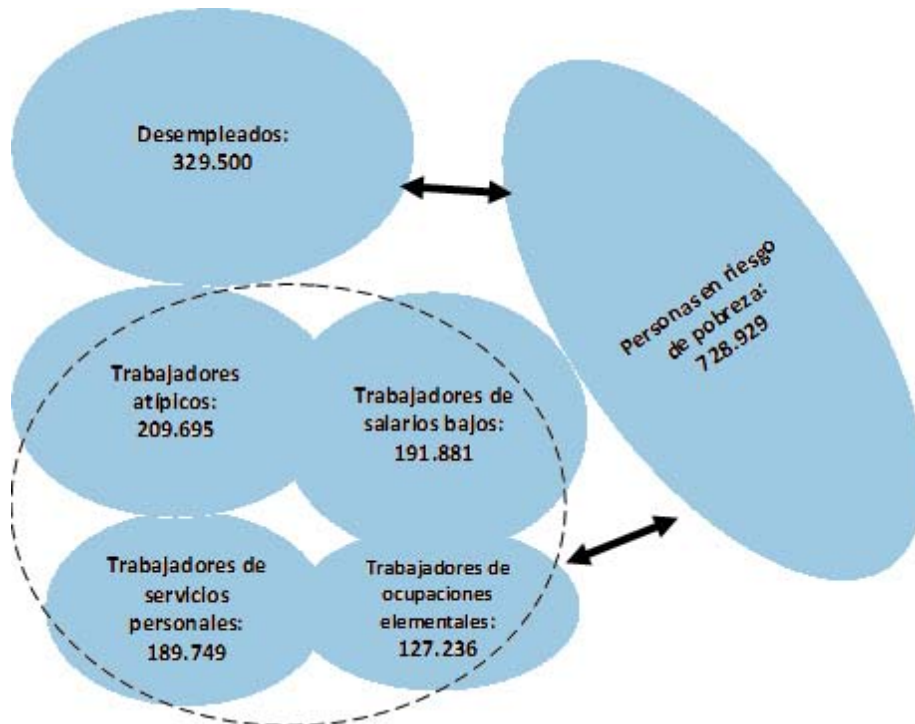 Desempleados:
329.500
Personas en riesgo
de pobreza:
728.929
Trabajadores
atípicos:
209.695
Trabajadores de
salarios bajos:
191.881
Trabajadores de
servicios
personales:
189.749
Trabajadores de
ocupaciones
elementales:
127.236